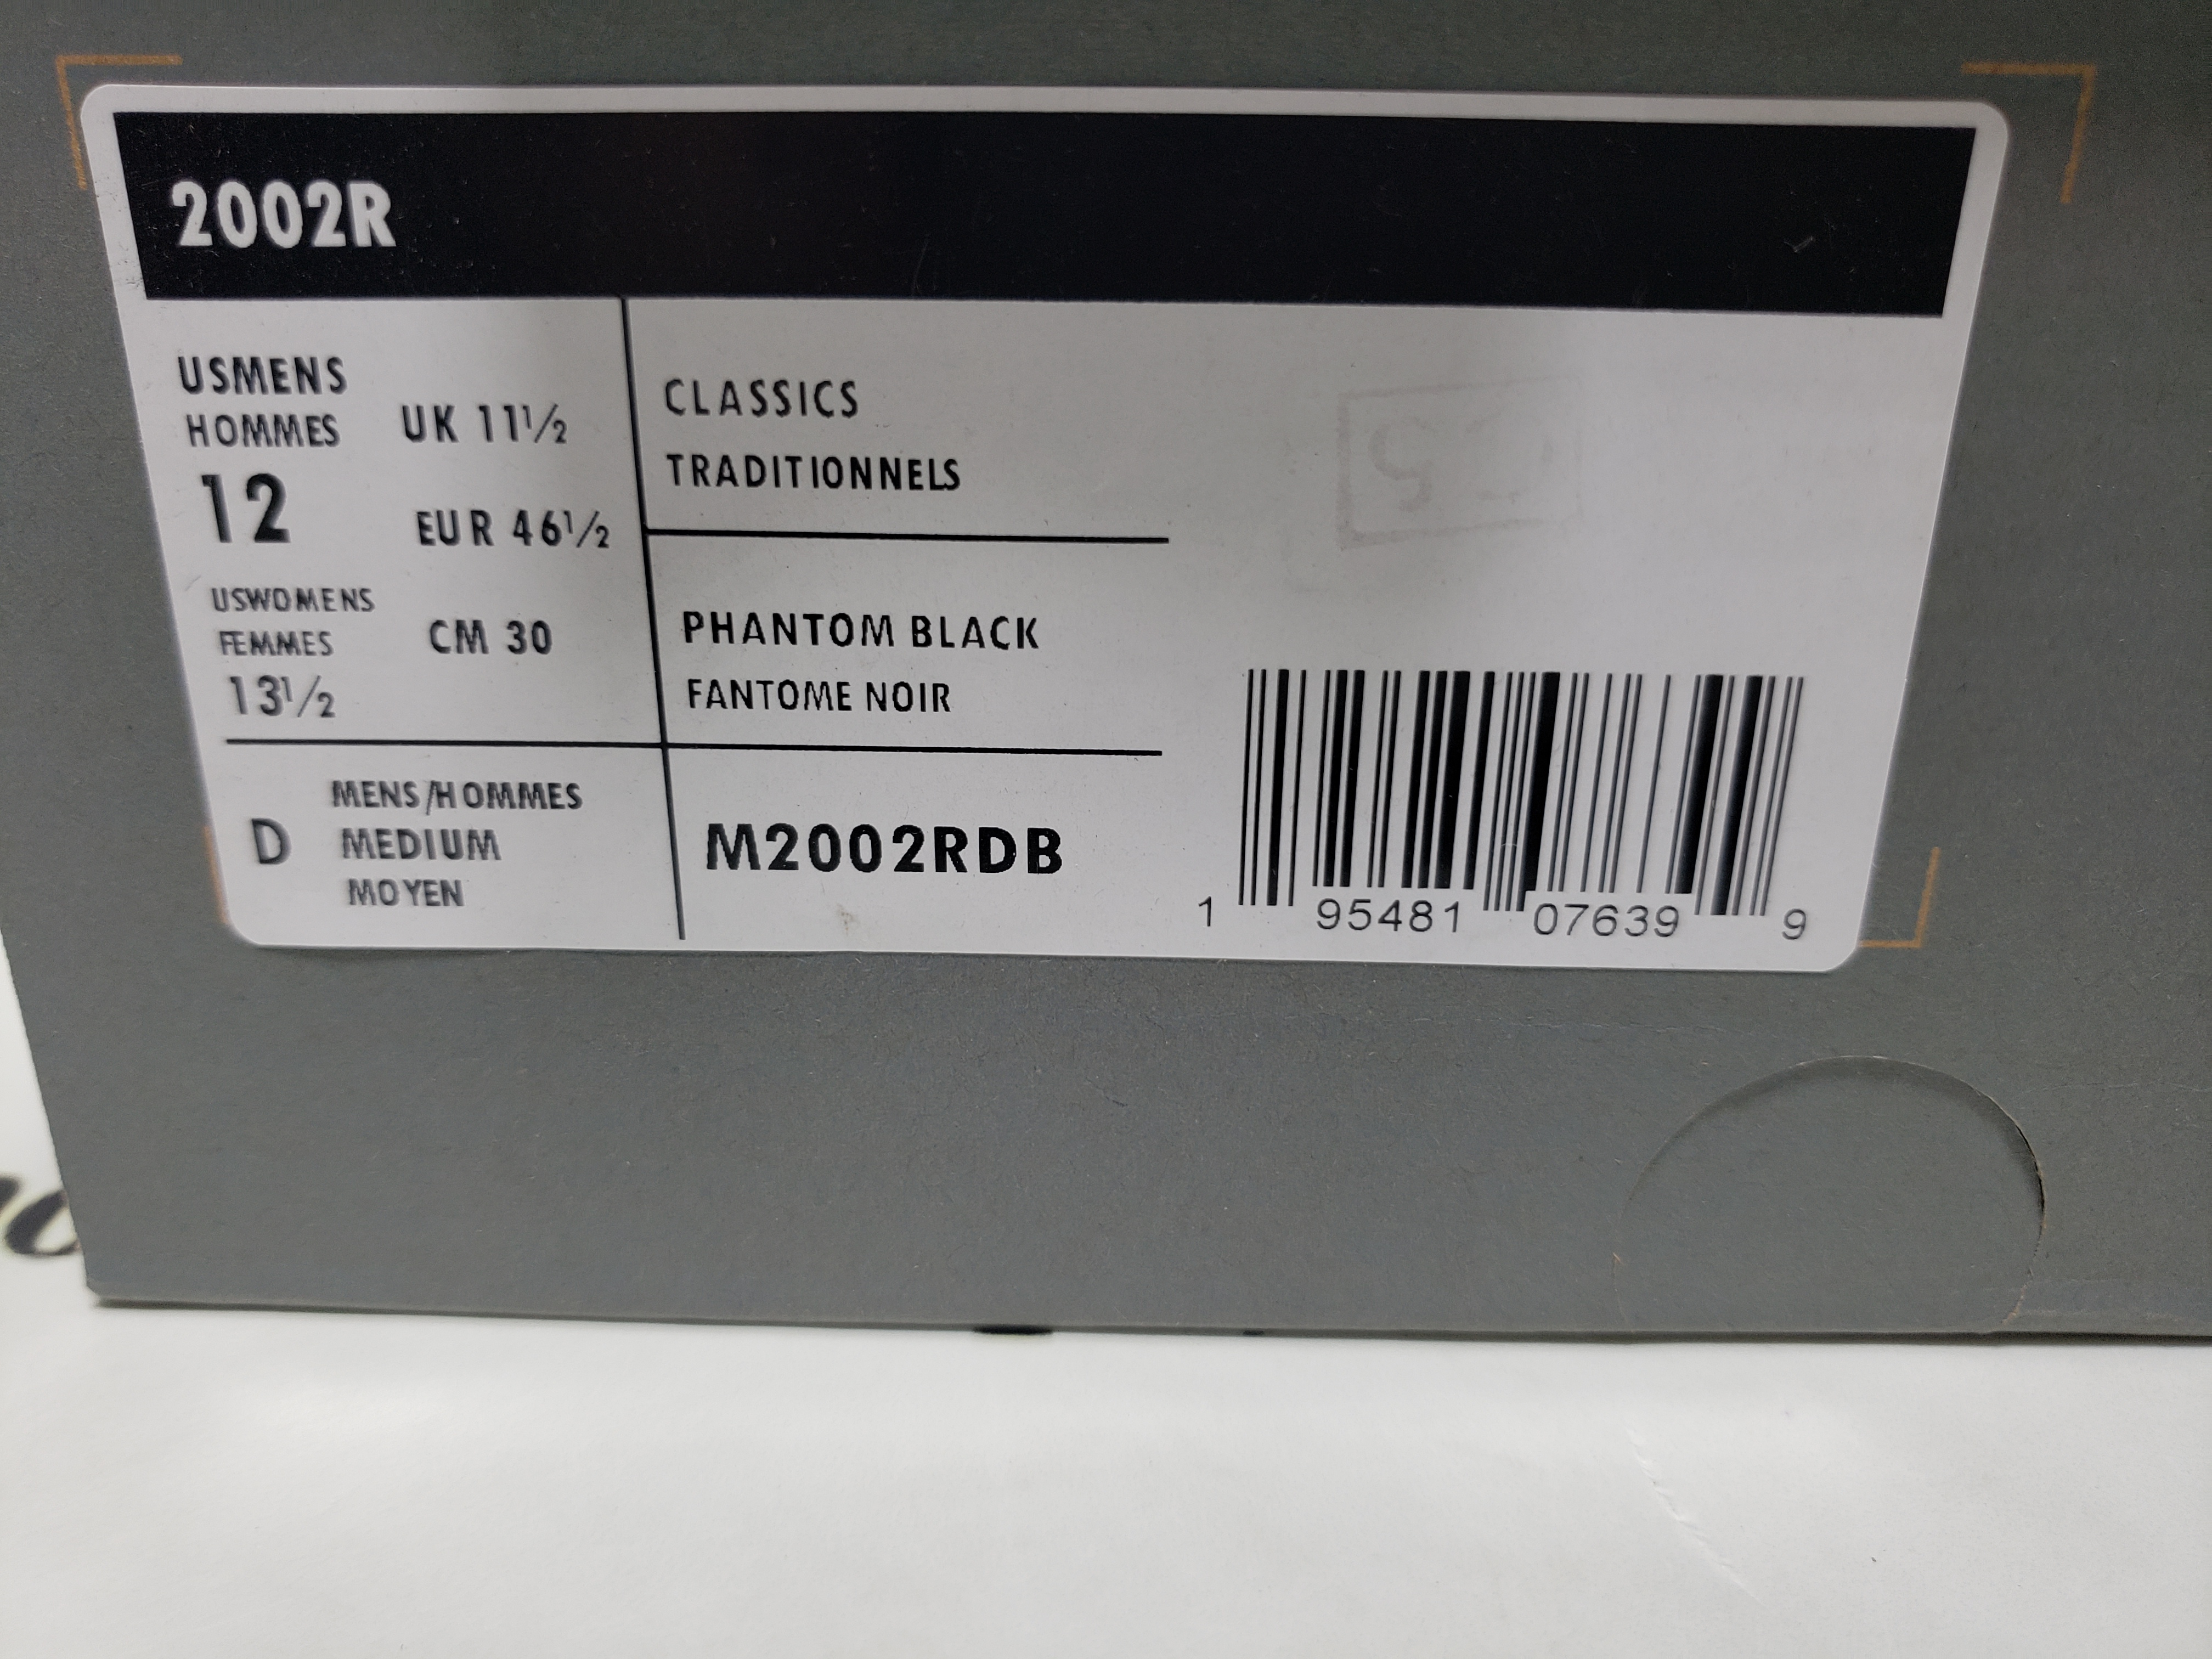 2002R
USMENS
HOMMES
12
UK 11½
EUR 46½
USWOMENS
FEMMES
13½
CM 30
CLASSICS
TRADITIONNELS
PHANTOM BLACK
FANTOME NOIR
D
MENS/HOMMES
MEDIUM
MOYEN
M2002RDB
1 95481 07639 9